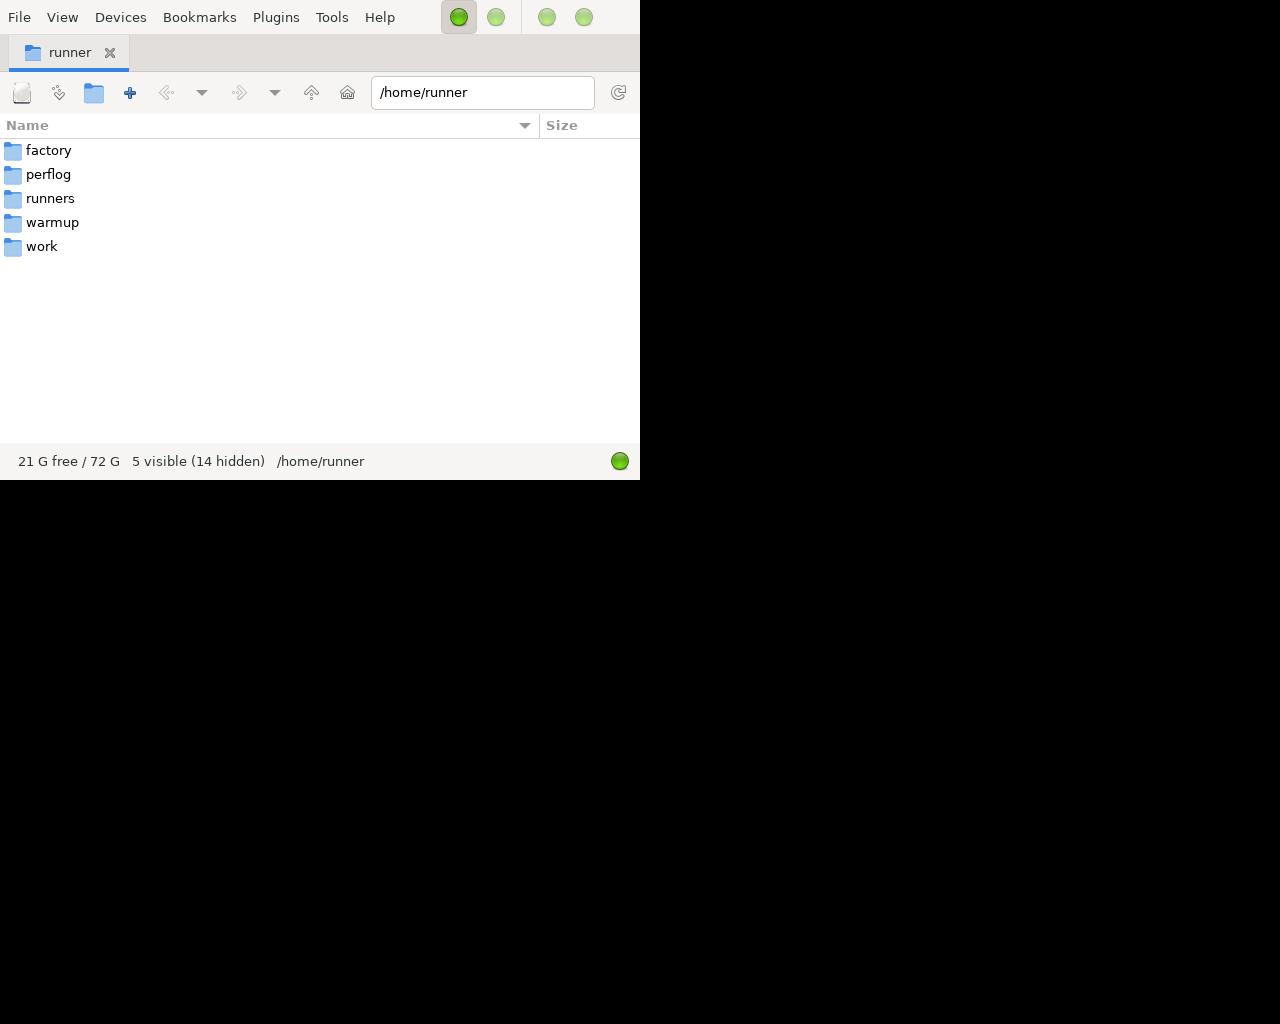 File View Devices Bookmarks Plugins Tools Help
runner
/home/runner
Name Size
factory
perflog
runners
warmup
work
21 G free / 72 G 5 visible (14 hidden) /home/runner